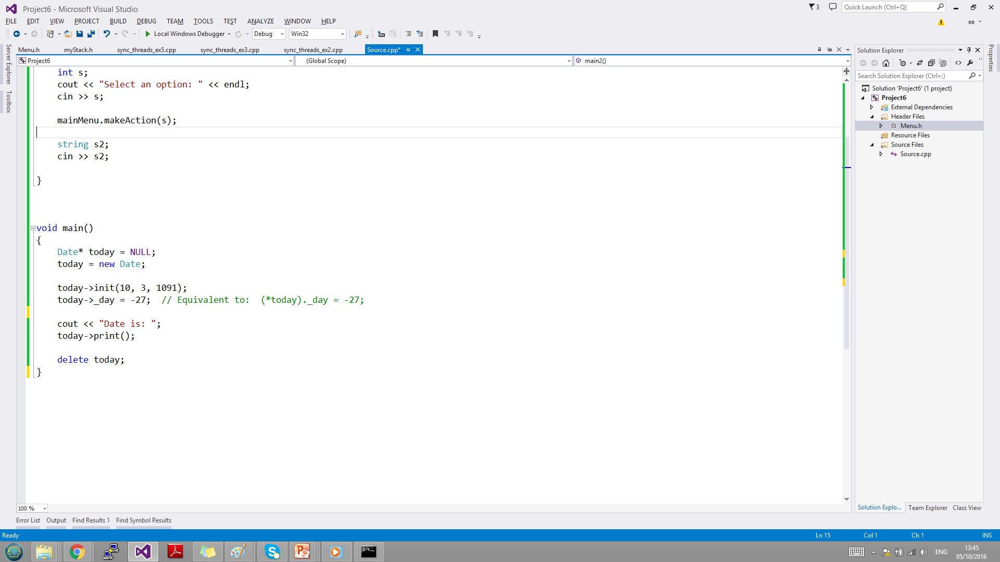 Project6 - Microsoft Visual Studio
3
Quick Launch (Ctrl+Q)
FILE EDIT VIEW PROJECT BUILD DEBUG TEAM TOOLS TEST ANALYZE WINDOW HELP
ee
Local Windows Debugger Debug Win32
Server Explorer
Toolbox
Menu.h myStack.h sync_threads_ex5.cpp sync_threads_ex3.cpp sync_threads_ex2.cpp Source.cpp*
Project6 (Global Scope) main2()
int s;
cout << "Select an option: " << endl;
cin >> s;
mainMenu.makeAction(s);
string s2;
cin >> s2;
}
void main()
{
Date* today = NULL;
today = new Date;
today->init(10, 3, 1091);
today->_day = -27;  // Equivalent to:  (*today)._day = -27;
cout << "Date is: ";
today->print();
delete today;
}
100 %
Solution Explorer
Search Solution Explorer (Ctrl+;)
Solution 'Project6' (1 project)
Project6
External Dependencies
Header Files
Menu.h
Resource Files
Source Files
Source.cpp
Solution Explo... Team Explorer Class View
Properties
Error List Output Find Results 1 Find Symbol Results
Ready Ln 15 Col 1 Ch 1 INS
C:\_
ENG
13:45
05/10/2016